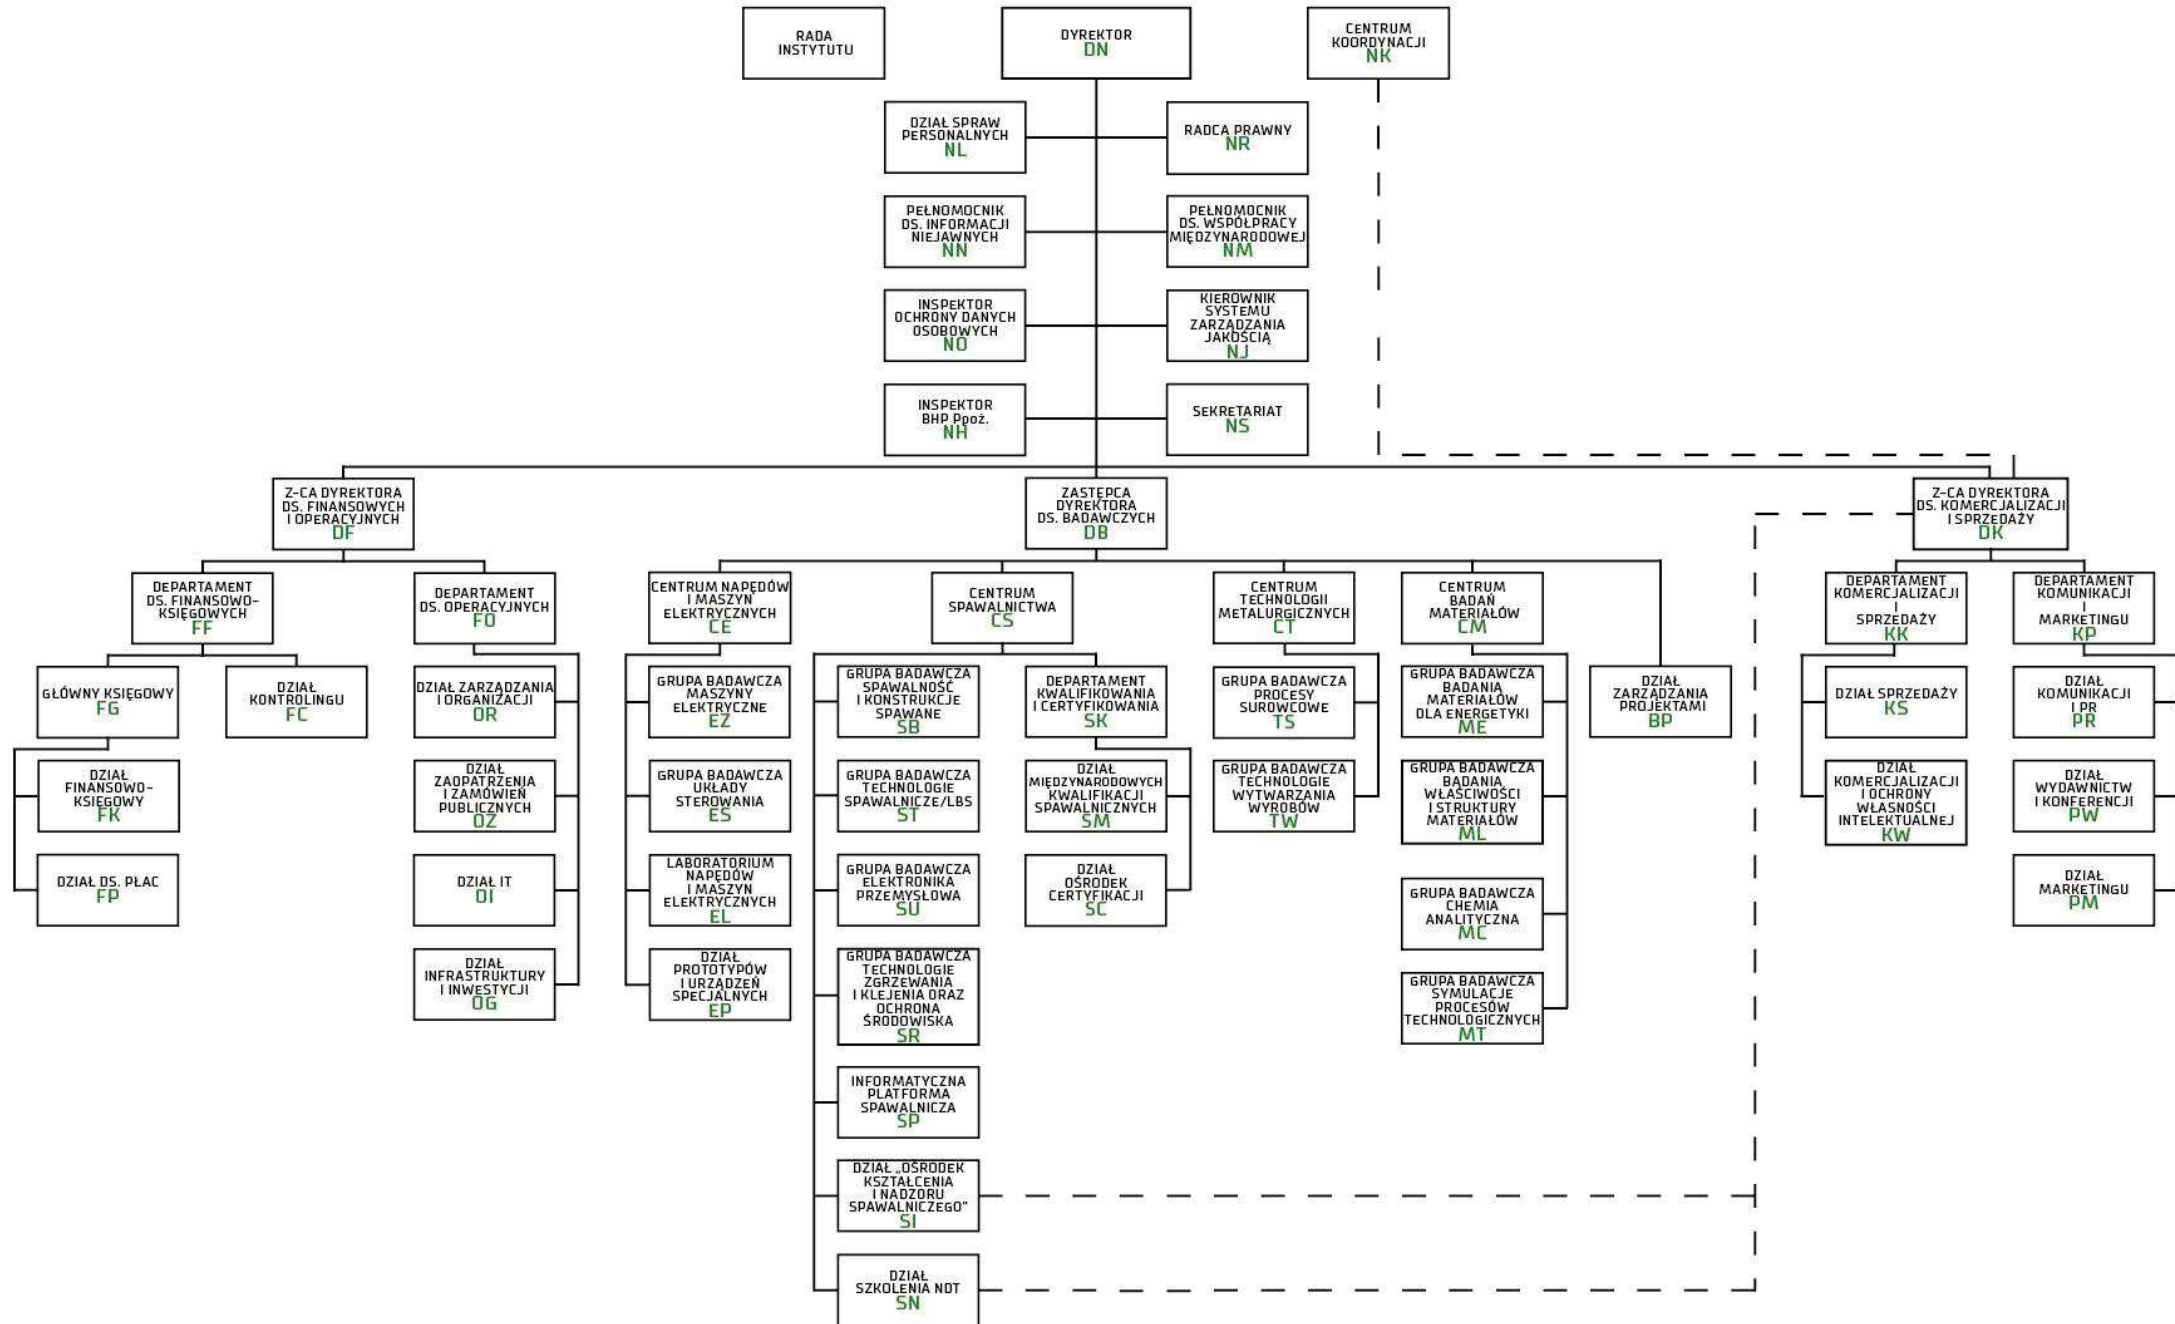 RADA
INSTYTUTU
DYREKTOR
DN
CENTRUM
KOORDYNACJI
NK
DZIAŁ SPRAW
PERSONALNYCH
NL
RADCA PRAWNY
NR
PEŁNOMOCNIK
DS. INFORMACJI
NIEJAWNYCH
NN
PEŁNOMOCNIK
DS. WSPÓŁPRACY
MIĘDZYNARODOWEJ
NM
INSPEKTOR
OCHRONY DANYCH
OSOBOWYCH
NO
KIEROWNIK
SYSTEMU
ZARZĄDZANIA
JAKOŚCIĄ
NJ
INSPEKTOR
BHP Ppoż.
NH
SEKRETARIAT
NS
Z-CA DYREKTORA
DS. FINANSOWYCH
I OPERACYJNYCH
DF
ZASTĘPCA
DYREKTORA
DS. BADAWCZYCH
DB
Z-CA DYREKTORA
DS. KOMERCJALIZACJI
I SPRZEDAŻY
DK
DEPARTAMENT
DS. FINANSOWO-
KSIĘGOWYCH
FF
DEPARTAMENT
DS. OPERACYJNYCH
FO
CENTRUM NAPĘDÓW
I MASZYN
ELEKTRYCZNYCH
CE
CENTRUM
SPAWALNICTWA
CS
CENTRUM
TECHNOLOGII
METALURGICZNYCH
CT
CENTRUM
BADAŃ
MATERIAŁÓW
CM
DEPARTAMENT
KOMERCJALIZACJI
I
SPRZEDAŻY
KK
DEPARTAMENT
KOMUNIKACJI
I
MARKETINGU
KP
GŁÓWNY KSIĘGOWY
FG
DZIAŁ
KONTROLINGU
FC
DZIAŁ ZARZĄDZANIA
I ORGANIZACJI
OR
GRUPA BADAWCZA
MASZYNY
ELEKTRYCZNE
EZ
GRUPA BADAWCZA
SPAWALNOŚĆ
I KONSTRUKCJE
SPAWANE
SB
DEPARTAMENT
KWALIFIKOWANIA
I CERTYFIKOWANIA
SK
GRUPA BADAWCZA
PROCESY
SUROWCOWE
TS
GRUPA BADAWCZA
BADANIA
MATERIAŁÓW
DLA ENERGETYKI
ME
DZIAŁ
ZARZĄDZANIA
PROJEKTAMI
BP
DZIAŁ SPRZEDAŻY
KS
DZIAŁ
KOMUNIKACJI
I PR
PR
DZIAŁ
FINANSOWO-
KSIĘGOWY
FK
DZIAŁ
ZAOPATRZENIA
I ZAMÓWIEŃ
PUBLICZNYCH
OZ
GRUPA BADAWCZA
UKŁADY
STEROWANIA
ES
GRUPA BADAWCZA
TECHNOLOGIE
SPAWALNICZE/LBS
ST
DZIAŁ
MIĘDZYNARODOWYCH
KWALIFIKACJI
SPAWALNICZYCH
SM
GRUPA BADAWCZA
TECHNOLOGIE
WYTWARZANIA
WYROBÓW
TW
GRUPA BADAWCZA
BADANIA
WŁAŚCIWOŚCI
I STRUKTURY
MATERIAŁÓW
ML
DZIAŁ
KOMERCJALIZACJI
I OCHRONY
WŁASNOŚCI
INTELEKTUALNEJ
KW
DZIAŁ
WYDAWNICTW
I KONFERENCJI
PW
DZIAŁ DS. PŁAC
FP
DZIAŁ IT
OI
LABORATORIUM
NAPĘDÓW
I MASZYN
ELEKTRYCZNYCH
EL
GRUPA BADAWCZA
ELEKTRONIKA
PRZEMYSŁOWA
SU
DZIAŁ
OŚRODEK
CERTYFIKACJI
SC
GRUPA BADAWCZA
CHEMIA
ANALITYCZNA
MC
DZIAŁ
MARKETINGU
PM
DZIAŁ
INFRASTRUKTURY
I INWESTYCJI
OG
DZIAŁ
PROTOTYPÓW
I URZĄDZEŃ
SPECJALNYCH
EP
GRUPA BADAWCZA
TECHNOLOGIE
ZGRZEWANIA
I KLEJENIA ORAZ
OCHRONA
ŚRODOWISKA
SR
GRUPA BADAWCZA
SYMULACJE
PROCESÓW
TECHNOLOGICZNYCH
MT
INFORMATYCZNA
PLATFORMA
SPAWALNICZA
SP
DZIAŁ „OŚRODEK
KSZTAŁCENIA
I NADZORU
SPAWALNICZEGO"
SI
DZIAŁ
SZKOLENIA NDT
SN